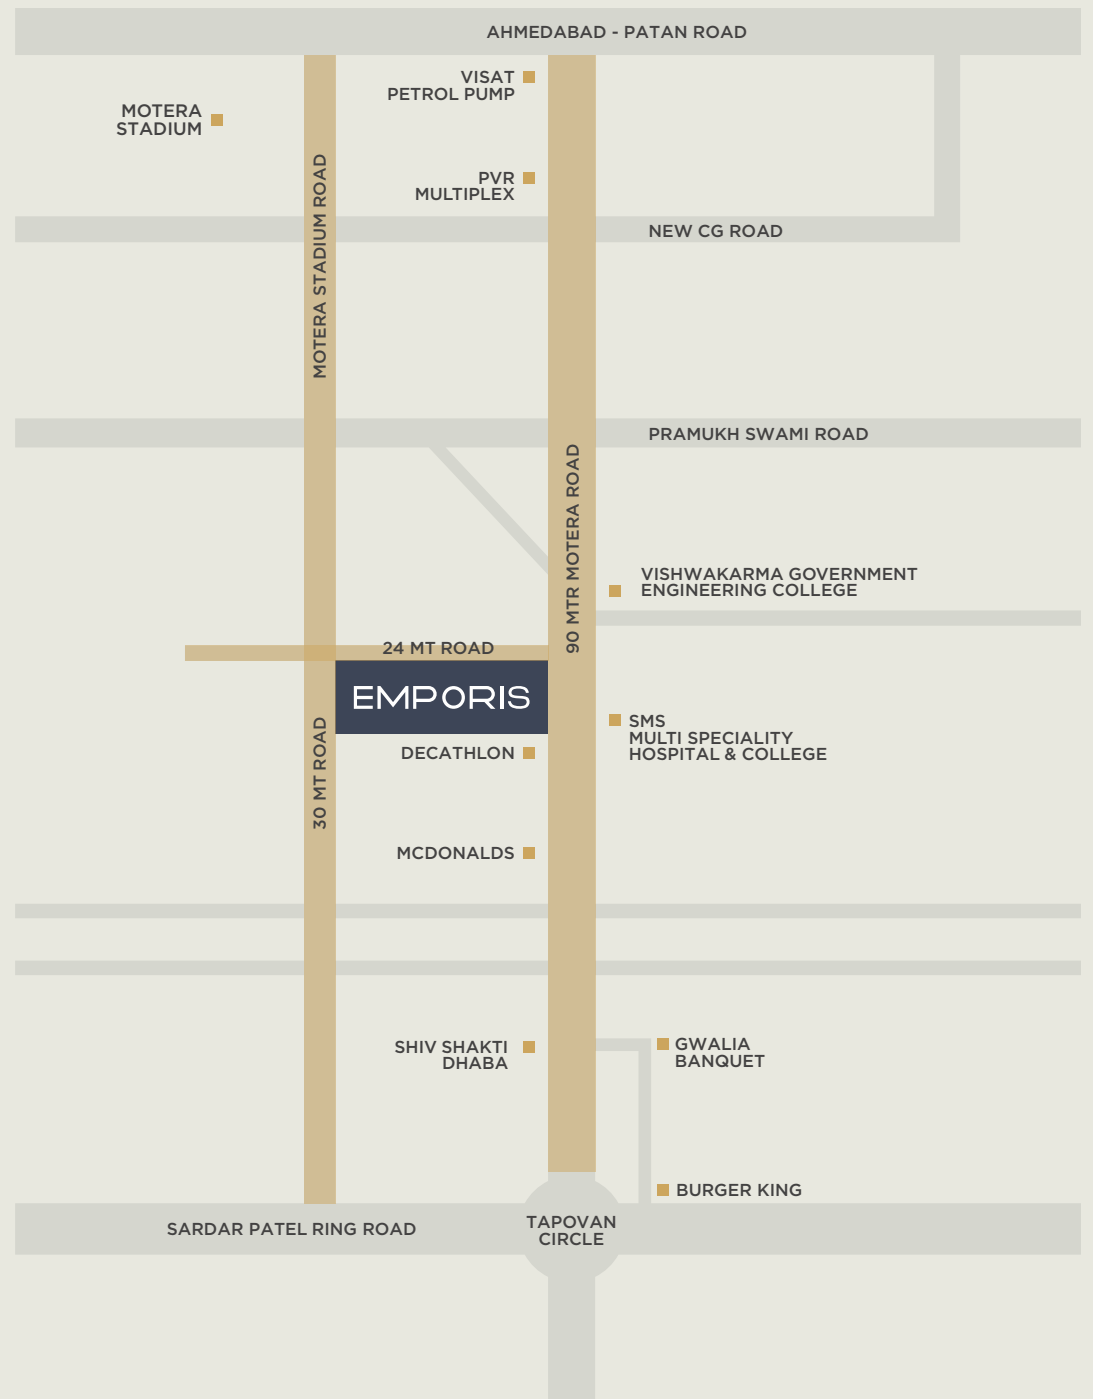 AHMEDABAD - PATAN ROAD
VISAT
PETROL PUMP
MOTERA
STADIUM
PVR
MULTIPLEX
MOTERA STADIUM ROAD
NEW CG ROAD
PRAMUKH SWAMI ROAD
90 MTR MOTERA ROAD
VISHWAKARMA GOVERNMENT
ENGINEERING COLLEGE
24 MT ROAD
EMPORIS
SMS
MULTI SPECIALITY
HOSPITAL & COLLEGE
30 MT ROAD
DECATHLON
MCDONALDS
SHIV SHAKTI
DHABA
GWALIA
BANQUET
BURGER KING
SARDAR PATEL RING ROAD
TAPOVAN
CIRCLE